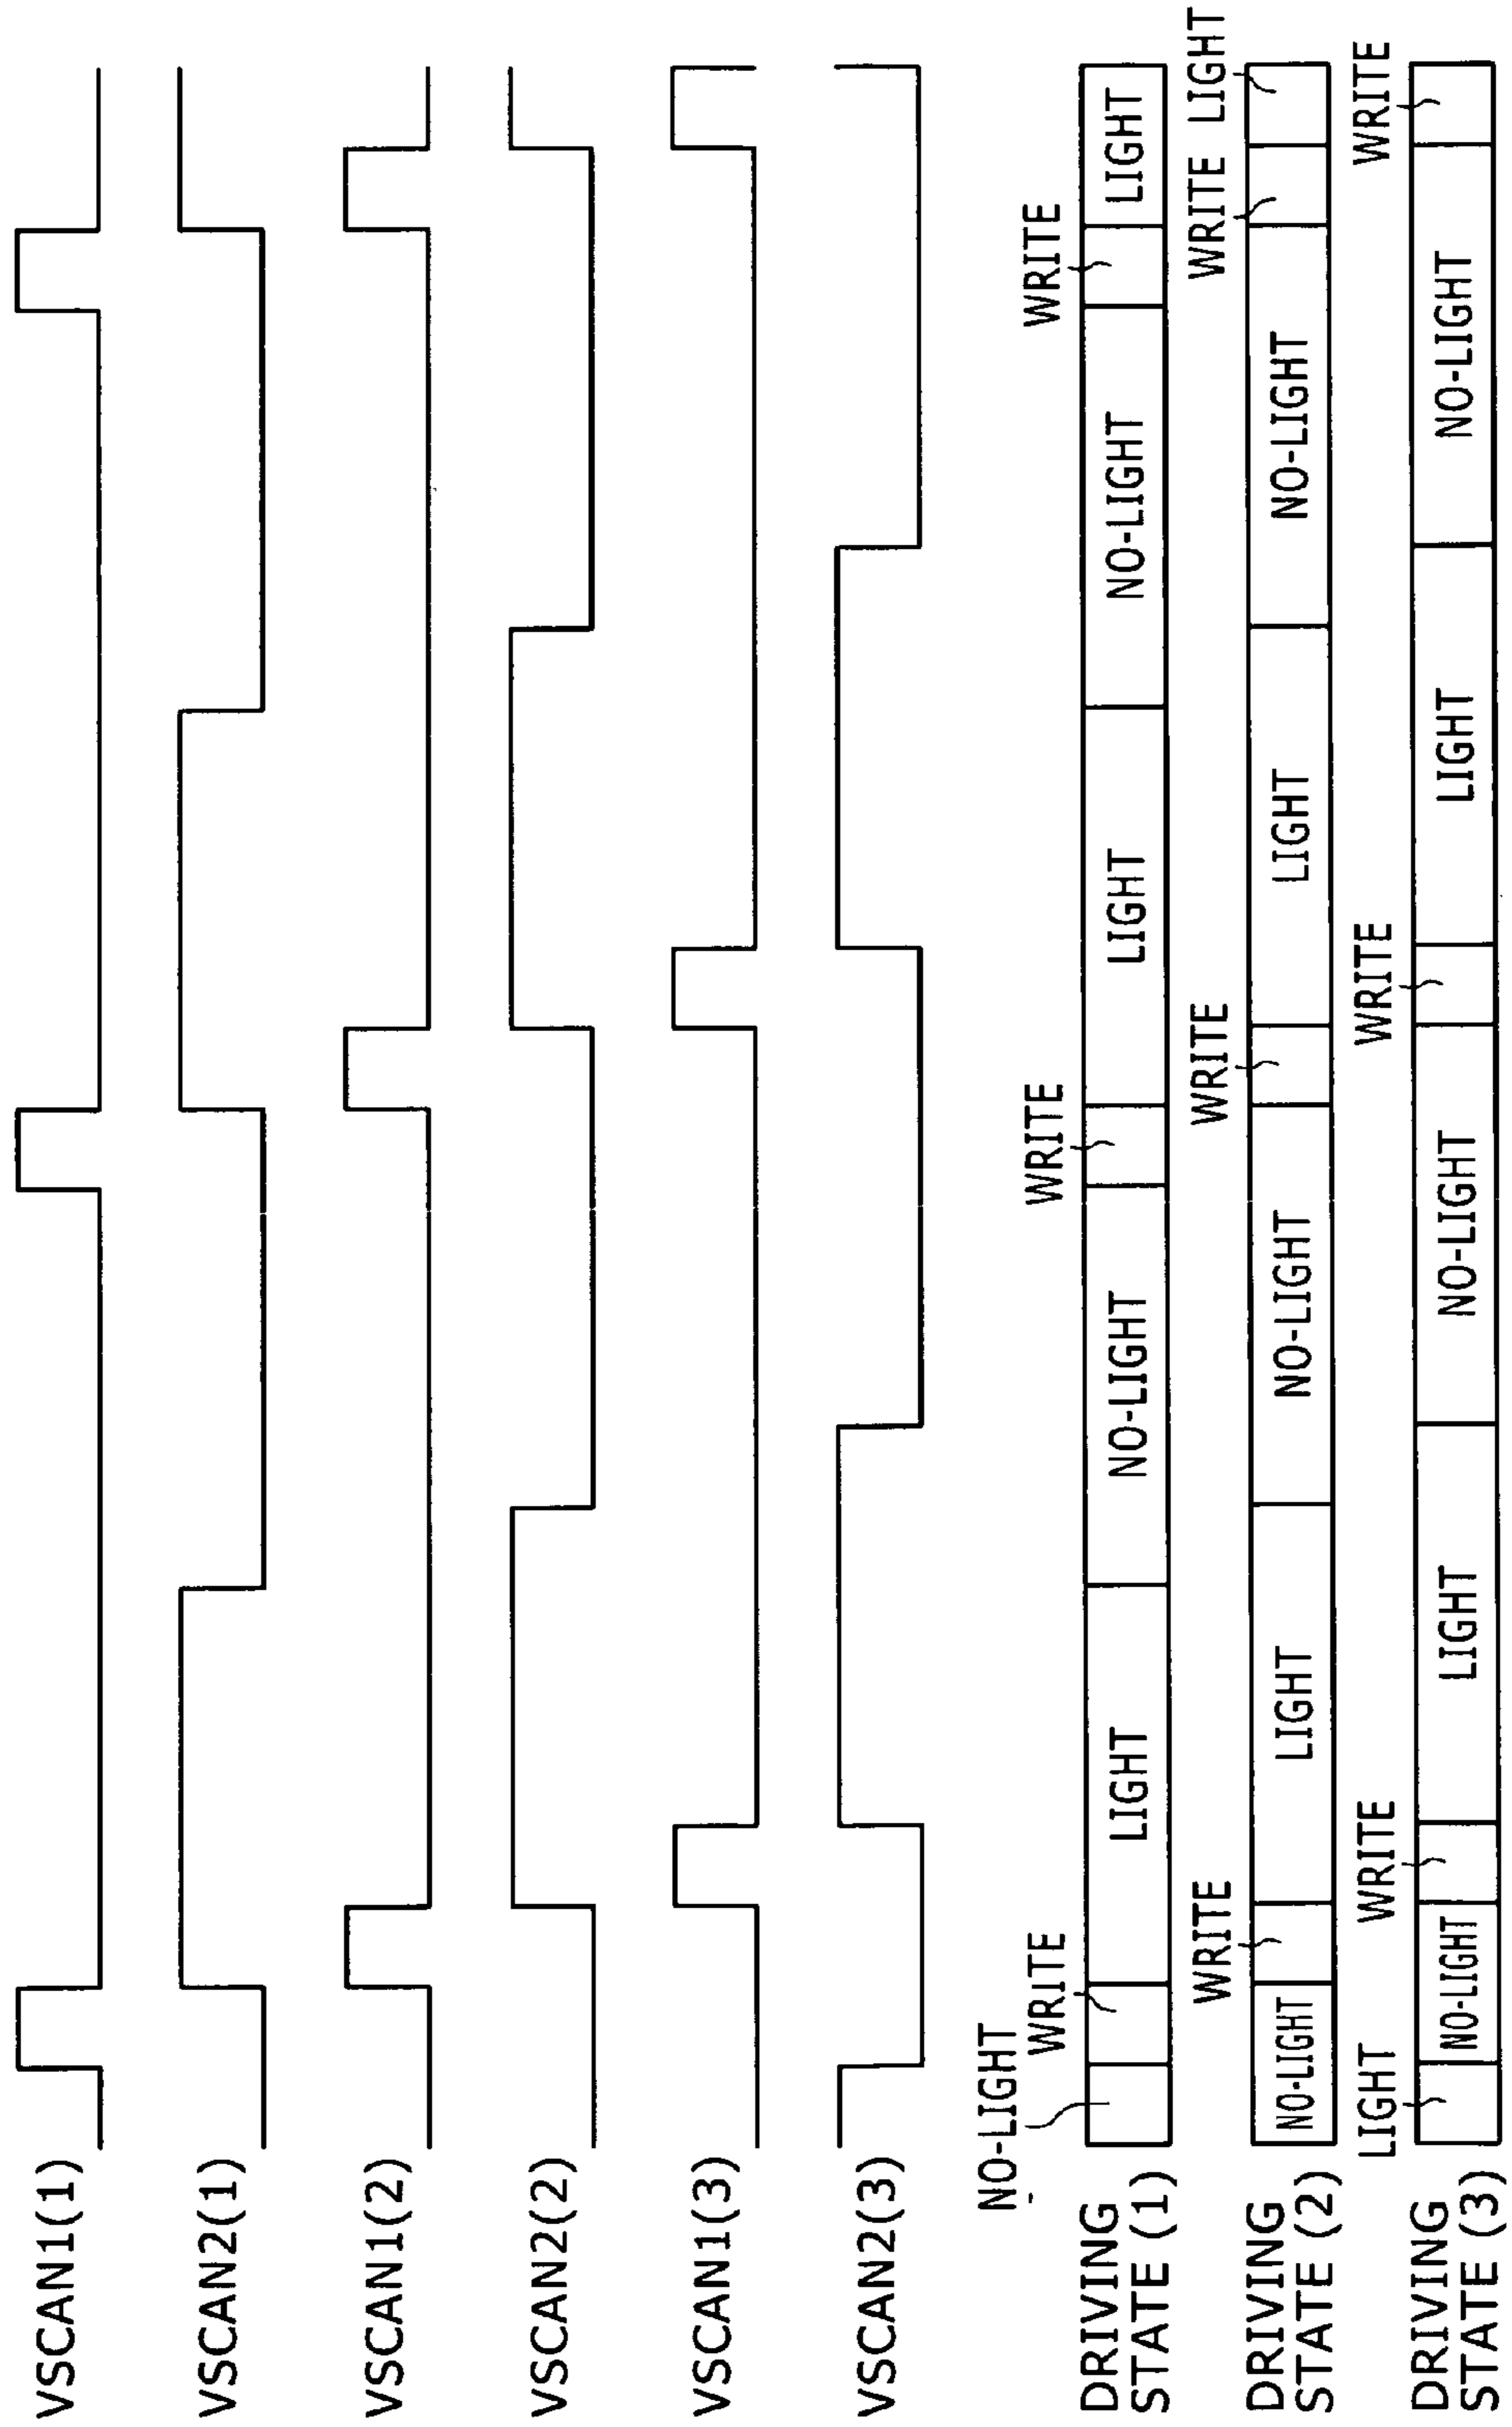 VSCAN1(1)
VSCAN2(1)
VSCAN1(2)
VSCAN2(2)
VSCAN1(3)
VSCAN2(3)
NO-LIGHT
WRITE
WRITE
WRITE
DRIVING
STATE (1)
LIGHT
NO-LIGHT
LIGHT
NO-LIGHT
LIGHT
WRITE
WRITE
WRITE
LIGHT
DRIVING
STATE (2)
NO-LIGHT
LIGHT
NO-LIGHT
LIGHT
NO-LIGHT
LIGHT
WRITE
WRITE
WRITE
DRIVING
STATE (3)
NO-LIGHT
LIGHT
NO-LIGHT
LIGHT
NO-LIGHT